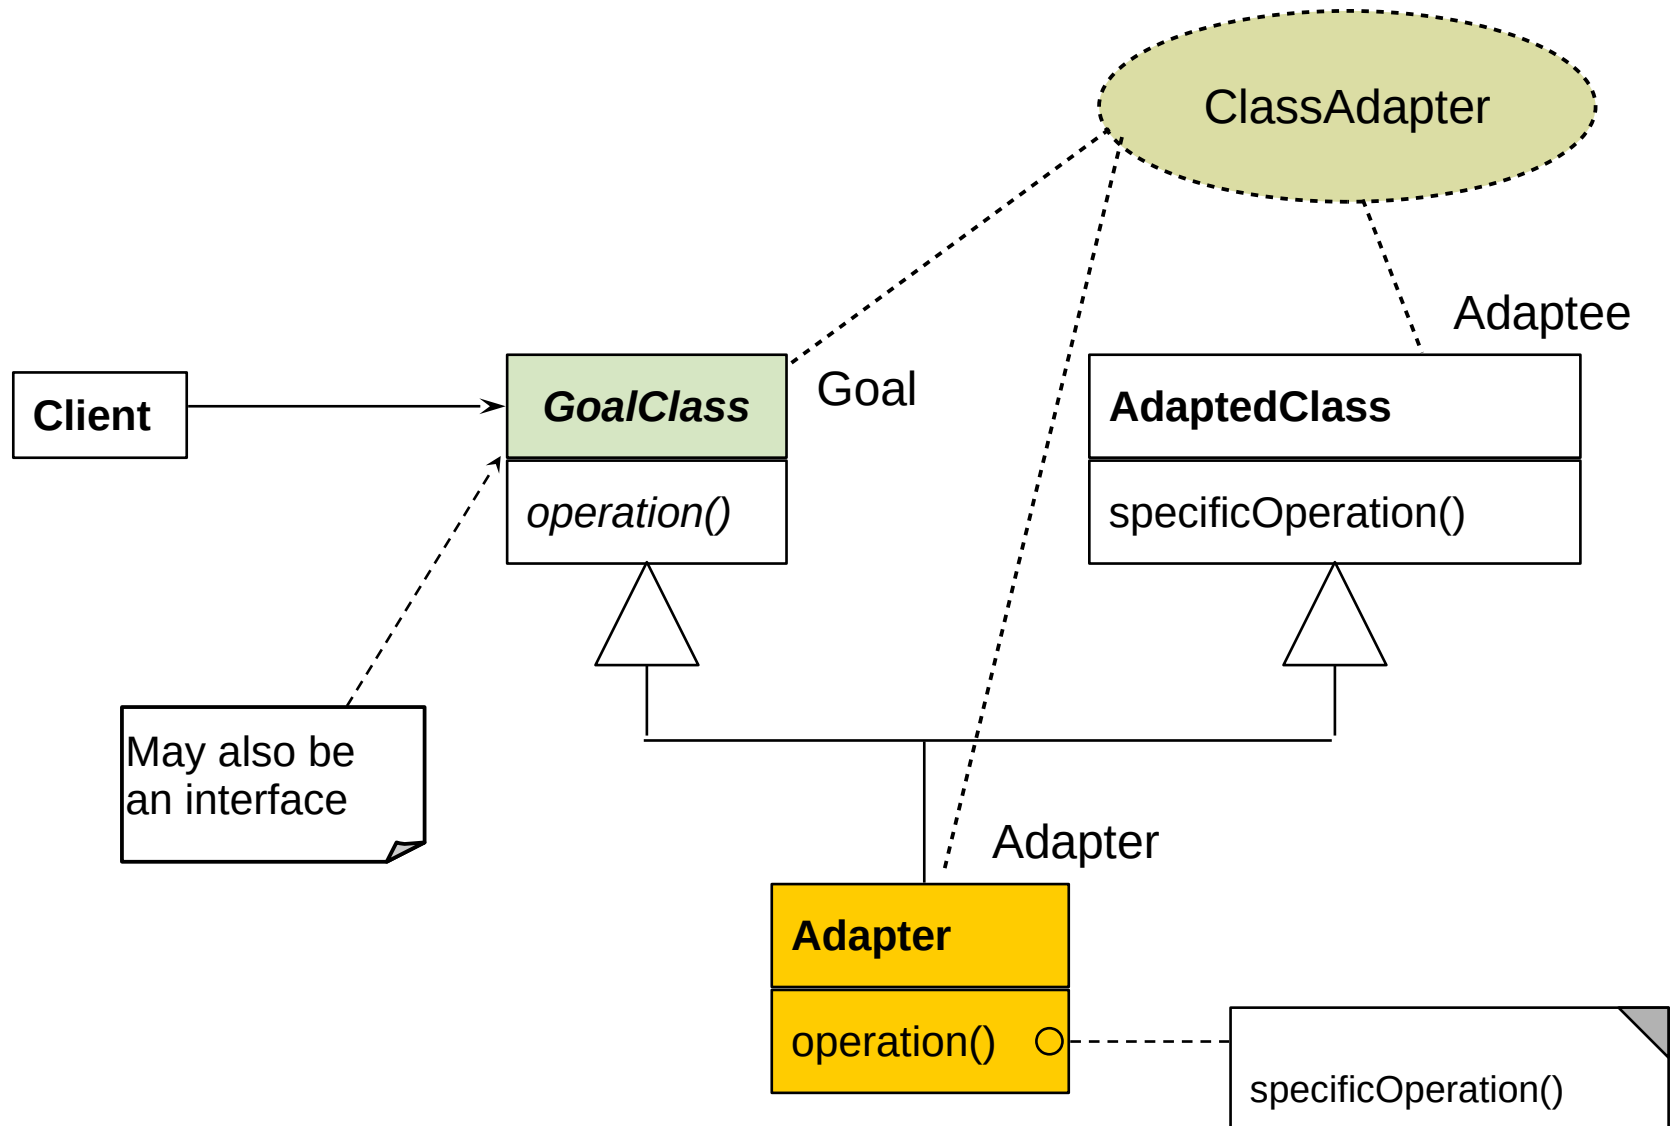 ClassAdapter
Adaptee
Client
GoalClass
Goal
AdaptedClass
operation()
specificOperation()
May also be
an interface
Adapter
Adapter
operation()
specificOperation()